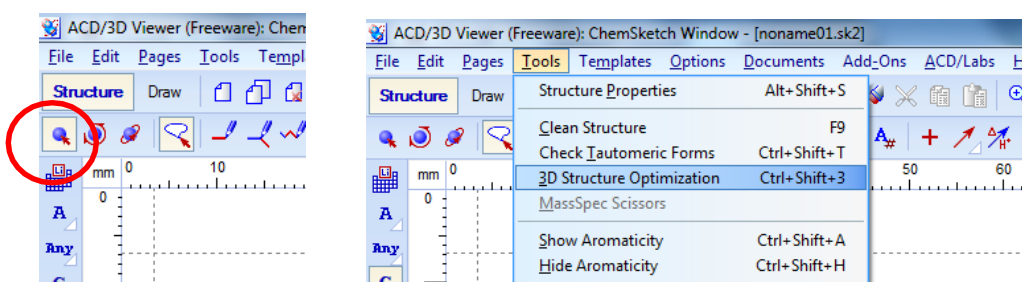 ACD/3D Viewer (Freeware): Chem
File Edit Pages Tools Templ
Structure Draw
Li mm 0 10
0
A
Any
ACD/3D Viewer (Freeware): ChemSketch Window - [noname01.sk2]
File Edit Pages Tools Templates Options Documents Add-Ons ACD/Labs H
Structure Draw
Structure Properties Alt+Shift+S
Clean Structure F9
Check Tautomeric Forms Ctrl+Shift+T
3D Structure Optimization Ctrl+Shift+3
MassSpec Scissors
Show Aromaticity Ctrl+Shift+A
Hide Aromaticity Ctrl+Shift+H
A# + H+
Li mm 0 50 60
0
A
Any
C